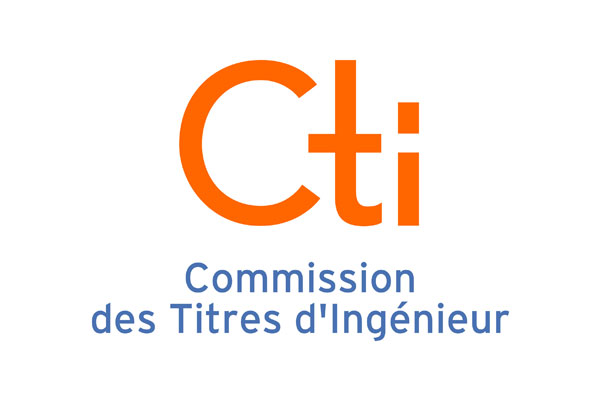 Cti
Commission
des Titres d'Ingénieur